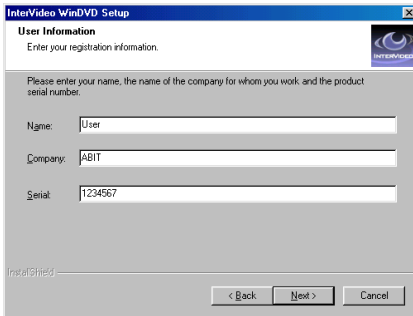 InterVideo WinDVD Setup
User Information
Enter your registration information.
INTERVIDEO
Please enter your name, the name of the company for whom you work and the product
serial number.
Name: User
Company: ABIT
Serial: 1234567
InstallShield
< Back Next > Cancel